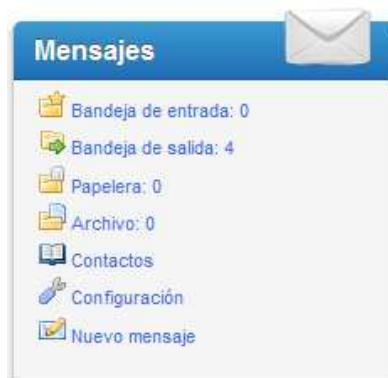 Mensajes
Bandeja de entrada: 0
Bandeja de salida: 4
Papelera: 0
Archivo: 0
Contactos
Configuración
Nuevo mensaje